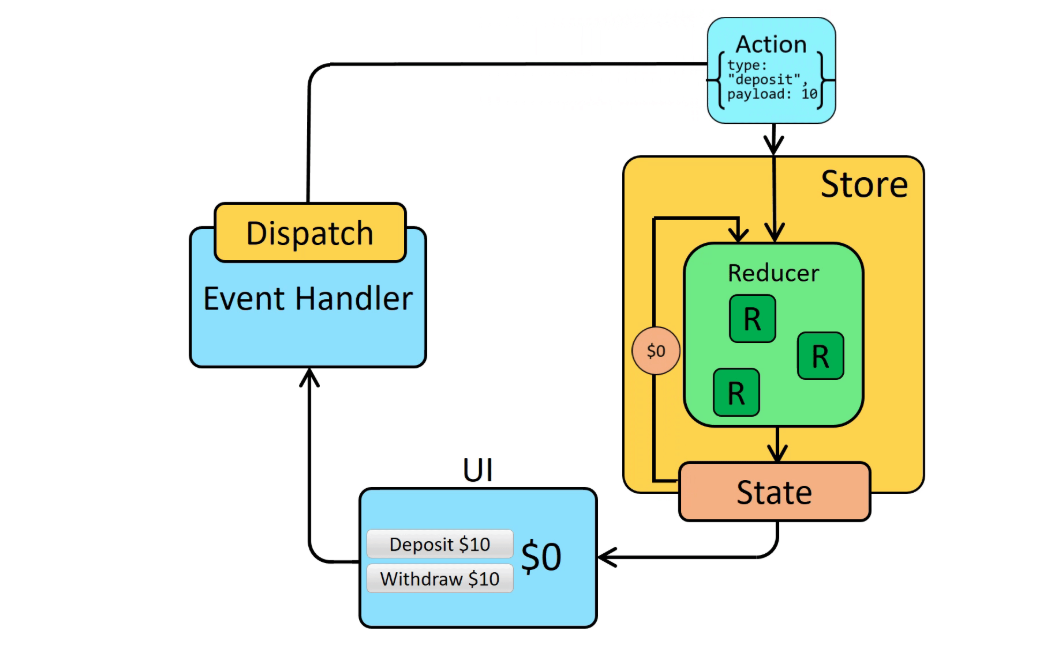 Action
type:
"deposit",
payload: 10
Store
Dispatch
Event Handler
Reducer
R
R
R
$0
State
UI
Deposit $10
$0
Withdraw $10